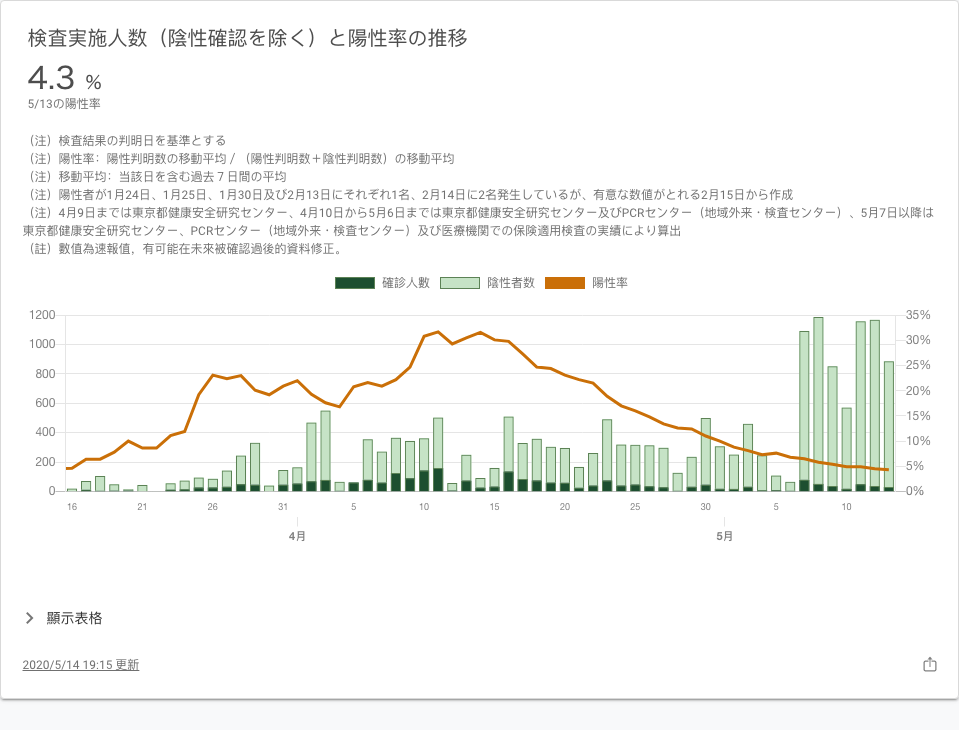 検査実施人数（陰性確認を除く）と陽性率の推移
4.3 %
5/13の陽性率
（注）検査結果の判明日を基準とする
（注）陽性率：陽性判明数の移動平均 / （陽性判明数＋陰性判明数）の移動平均
（注）移動平均：当該日を含む過去７日間の平均
（注）陽性者が1月24日、1月25日、1月30日及び2月13日にそれぞれ1名、2月14日に2名発生しているが、有意な数値がとれる2月15日から作成
（注）4月9日までは東京都健康安全研究センター、4月10日から5月6日までは東京都健康安全研究センター及びPCRセンター（地域外来・検査センター）、5月7日以降は
東京都健康安全研究センター、PCRセンター（地域外来・検査センター）及び医療機関での保険適用検査の実績により算出
（註）數值為速報值，有可能在未來被確認過後的資料修正。
確診人數 陰性者数 陽性率
1200 35%
30%
1000
25%
800
20%
600
15%
400
10%
200
5%
0 0%
16 21 26 31 5 10 15 20 25 30 5 10
4月 5月
顯示表格
2020/5/14 19:15 更新